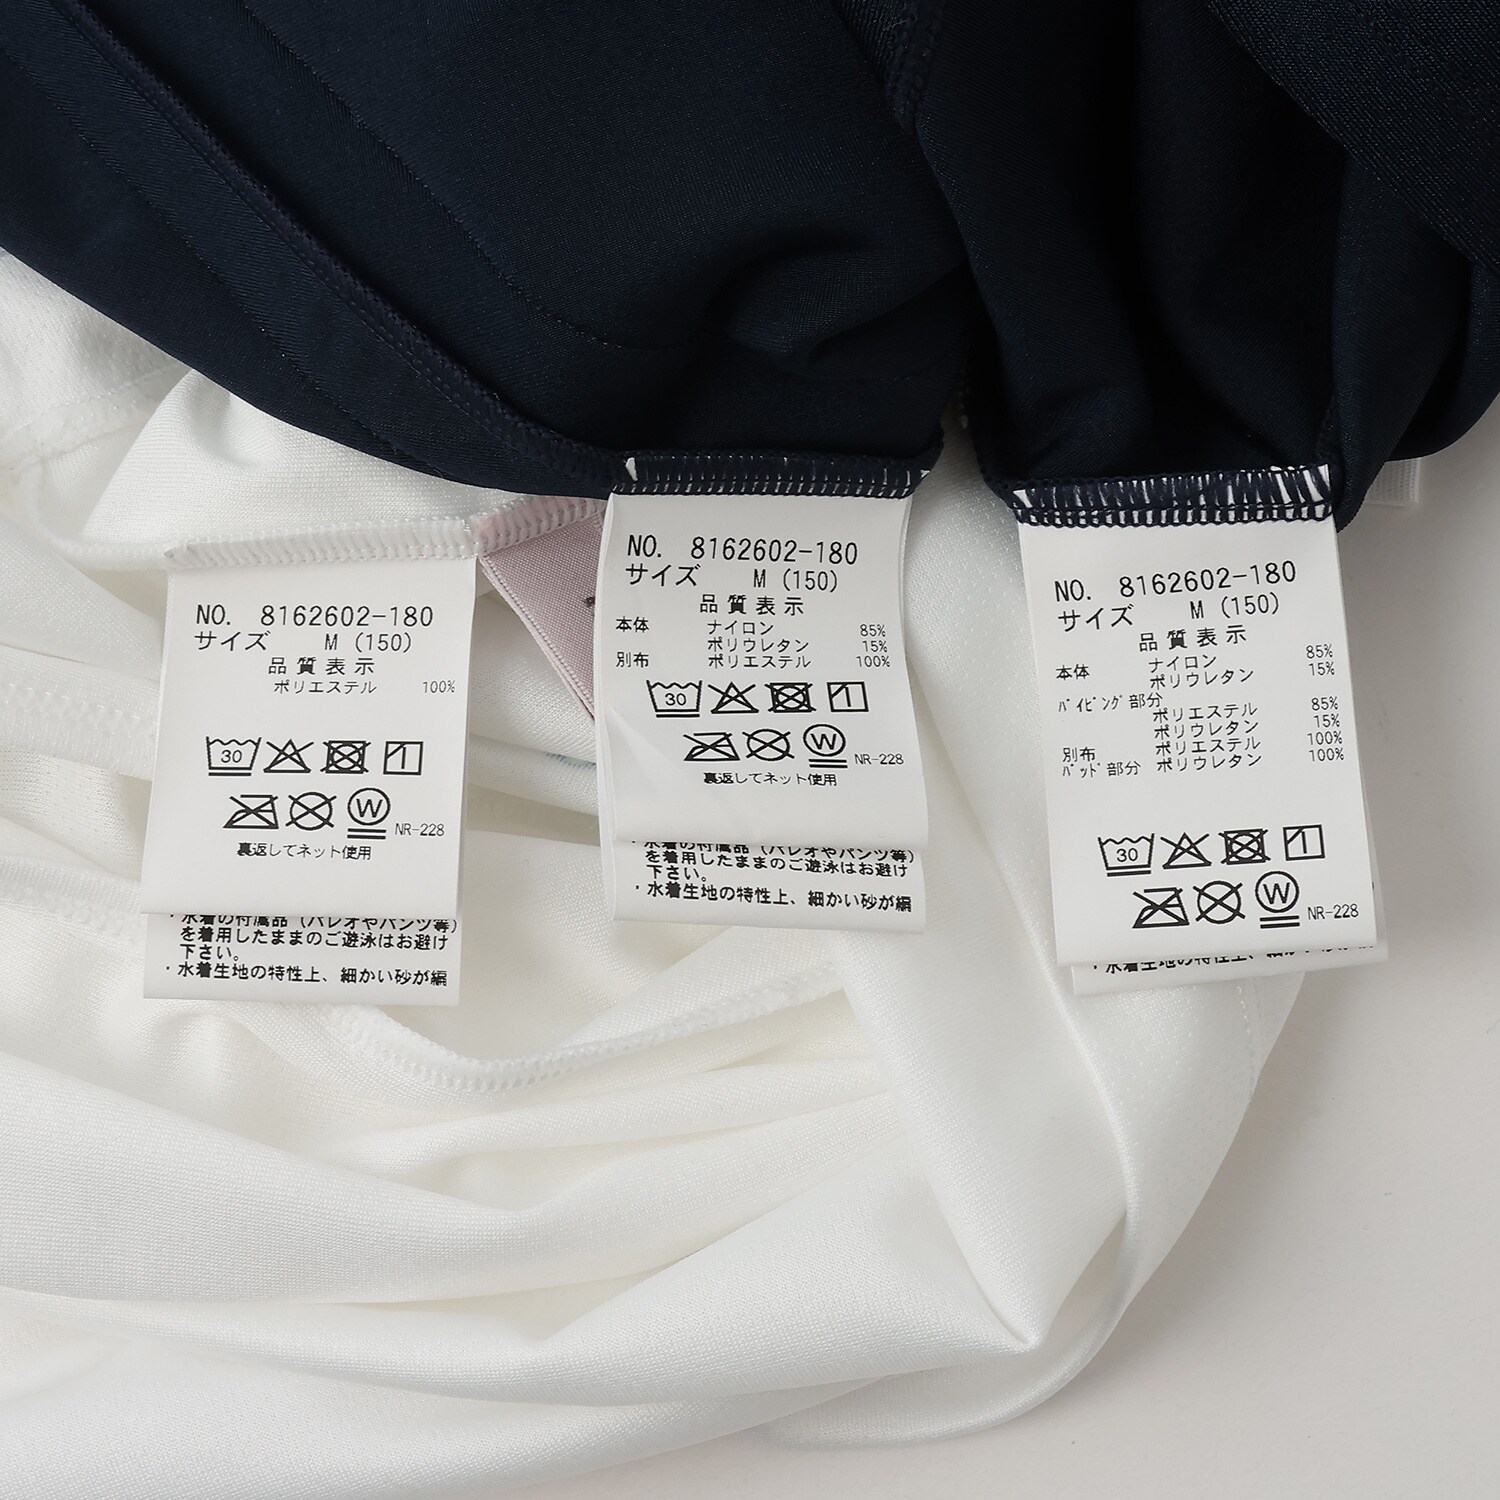 NO. 8162602-180
サイズ M (150)
品質表示
ポリエステル 100%
30
W NR-228
裏返してネット使用
・水着の付属品（パレオやパンツ等）
を着用したままのご遊泳はお避け
下さい。
・水着生地の特性上、細かい砂が編
NO. 8162602-180
サイズ M (150)
品質表示
本体 ナイロン 85%
ポリウレタン 15%
別布 ポリエステル 100%
30
W NR-228
裏返してネット使用
・水着の付属品（パレオやパンツ等）
を着用したままのご遊泳はお避け
下さい。
・水着生地の特性上、細かい砂が編
NO. 8162602-180
サイズ M (150)
品質表示
本体 ナイロン 85%
ポリウレタン 15%
パイピング部分
ポリエステル 85%
ポリウレタン 15%
別布 ポリエステル 100%
パッド部分 ポリウレタン 100%
30
W NR-228
・水着生地の特性上、細かい